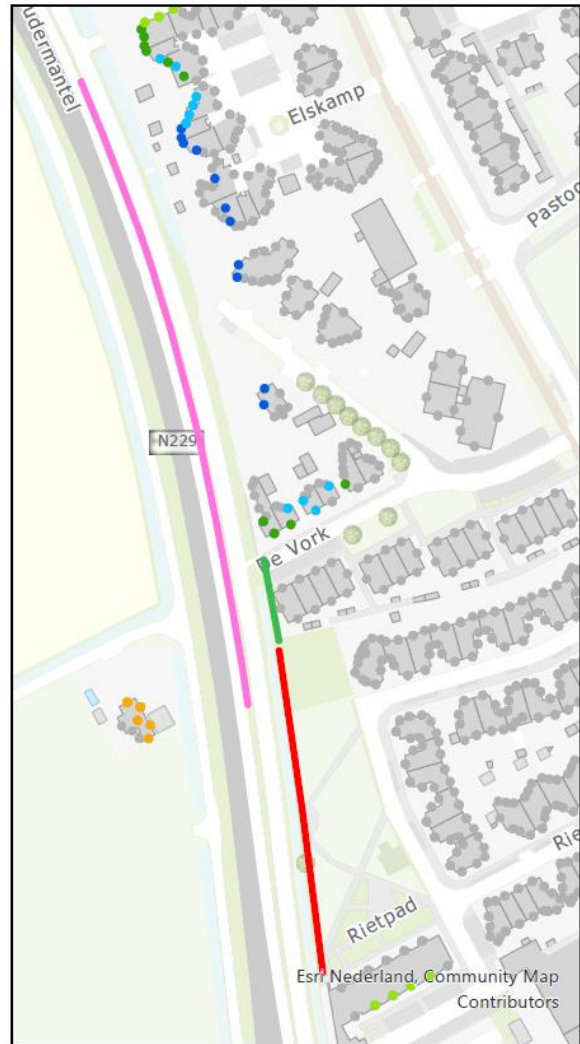 udermantel
Elskamp
Pastoo
N229
De Vork
Rie
Rietpad
Esri Nederland, Community Map
Contributors